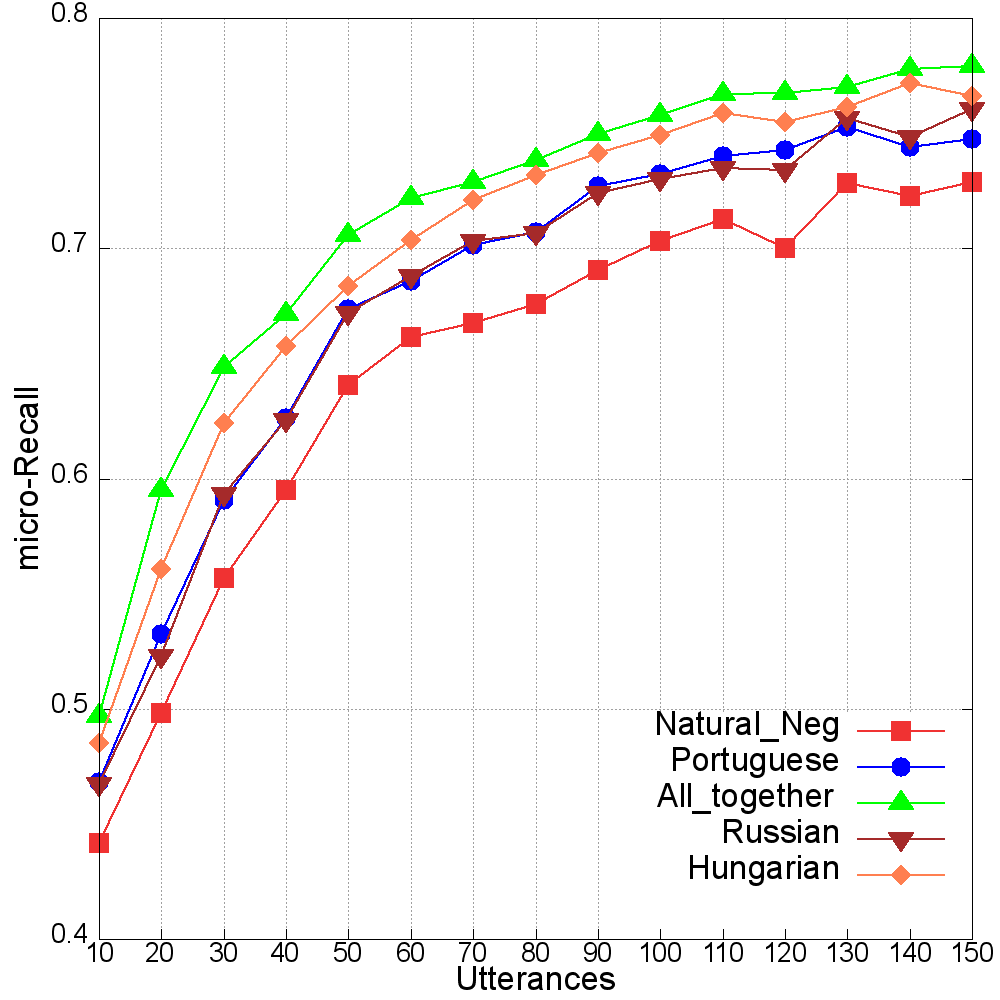 0.8
0.7
0.6
0.5
0.4
micro-Recall
Natural_Neg
Portuguese
All_together
Russian
Hungarian
10 20 30 40 50 60 70 80 90 100 110 120 130 140 150
Utterances